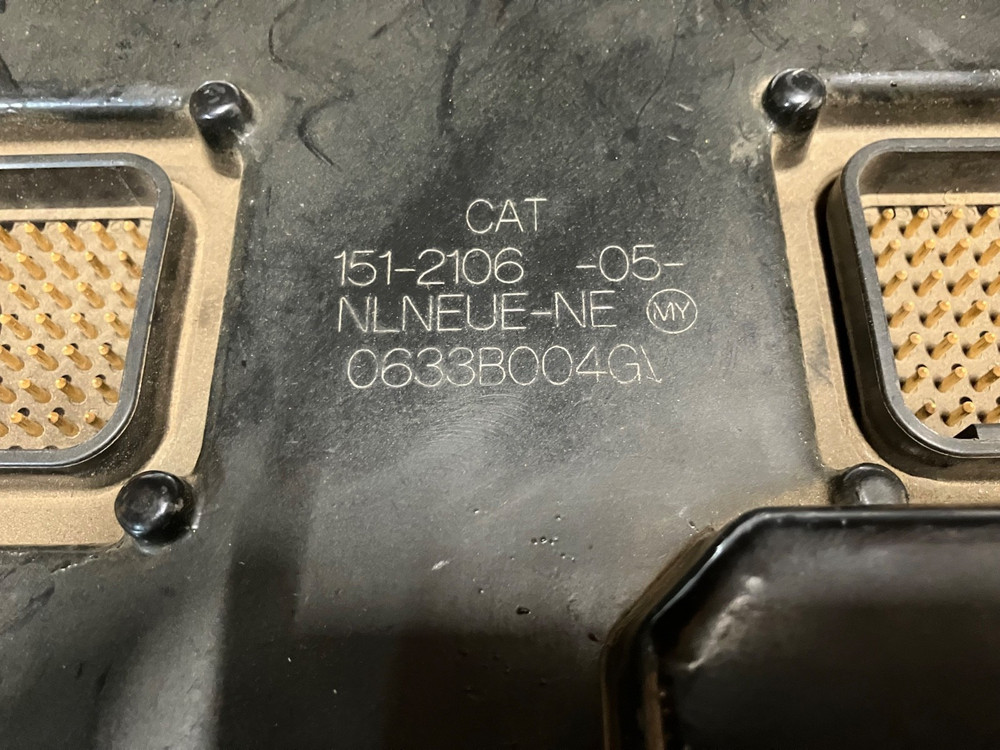 CAT
151-2106 -05-
NLNEUE-NE MY
0633B004G